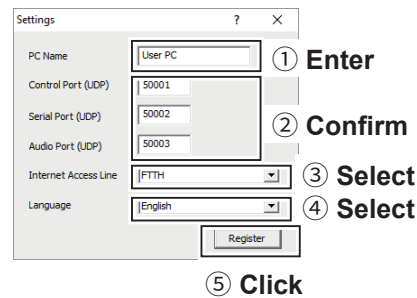 Settings ? ×
PC Name User PC ① Enter
Control Port (UDP) 50001
Serial Port (UDP) 50002 ② Confirm
Audio Port (UDP) 50003
Internet Access Line FTTH ③ Select
Language English ④ Select
Register
⑤ Click